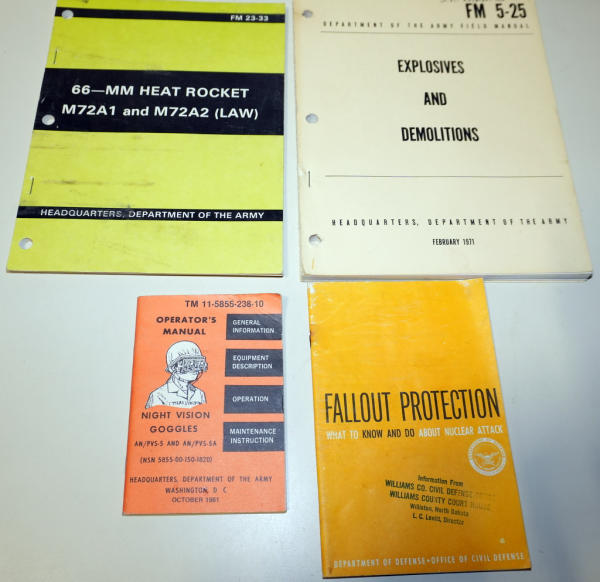 FM 23-33
66—MM HEAT ROCKET
M72A1 and M72A2 (LAW)
HEADQUARTERS, DEPARTMENT OF THE ARMY
FM 5-25
DEPARTMENT OF THE ARMY FIELD MANUAL
EXPLOSIVES
AND
DEMOLITIONS
HEADQUARTERS, DEPARTMENT OF THE ARMY
FEBRUARY 1971
TM 11-5855-238-10
OPERATOR'S
MANUAL
GENERAL
INFORMATION
EQUIPMENT
DESCRIPTION
OPERATION
MAINTENANCE
INSTRUCTION
NIGHT VISION
GOGGLES
AN/PVS-5 AND AN/PVS-5A
(NSN 5855-00-150-1820)
HEADQUARTERS, DEPARTMENT OF THE ARMY
WASHINGTON, D C
OCTOBER 1981
FALLOUT PROTECTION
WHAT TO KNOW AND DO ABOUT NUCLEAR ATTACK
Information From
WILLIAMS CO. CIVIL DEFENSE
WILLIAMS COUNTY COURT HOUSE
Williston, North Dakota
L. C. Lovitt, Director
DEPARTMENT OF DEFENSE • OFFICE OF CIVIL DEFENSE